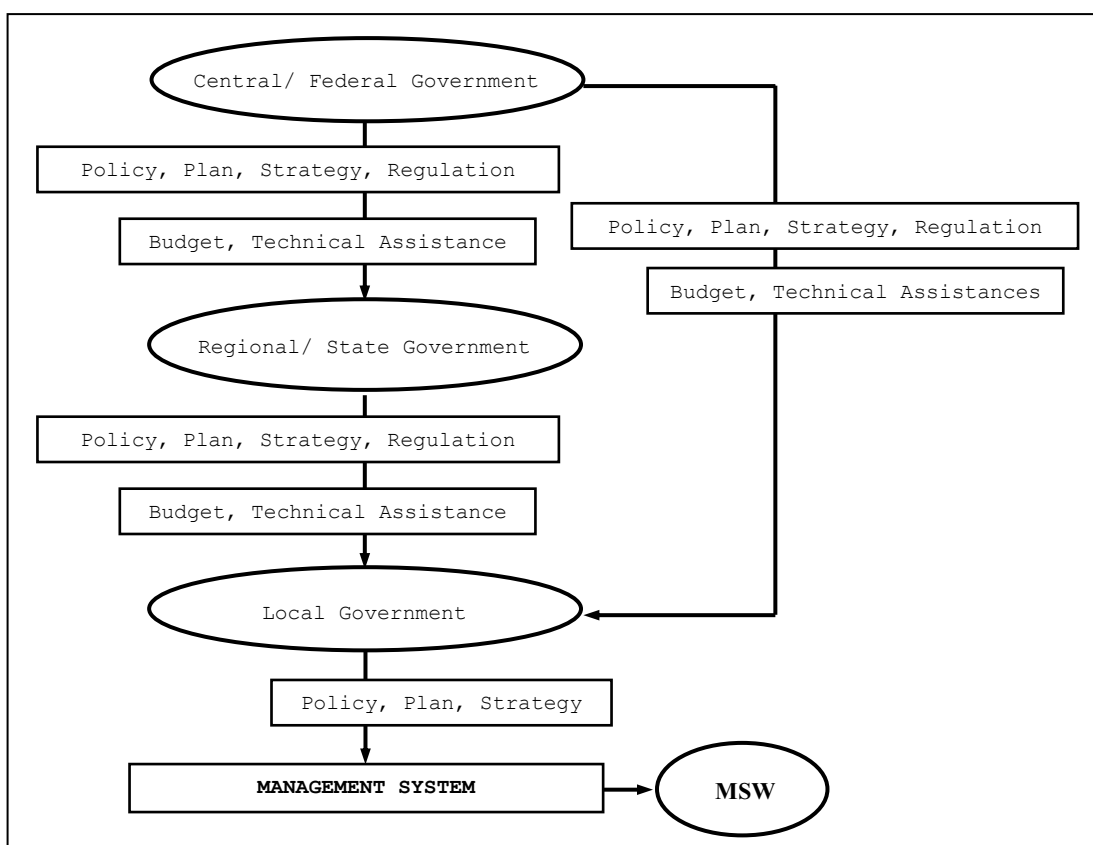 Central/ Federal Government
Policy, Plan, Strategy, Regulation
Budget, Technical Assistance
Policy, Plan, Strategy, Regulation
Budget, Technical Assistances
Regional/ State Government
Policy, Plan, Strategy, Regulation
Budget, Technical Assistance
Local Government
Policy, Plan, Strategy
MANAGEMENT SYSTEM
MSW